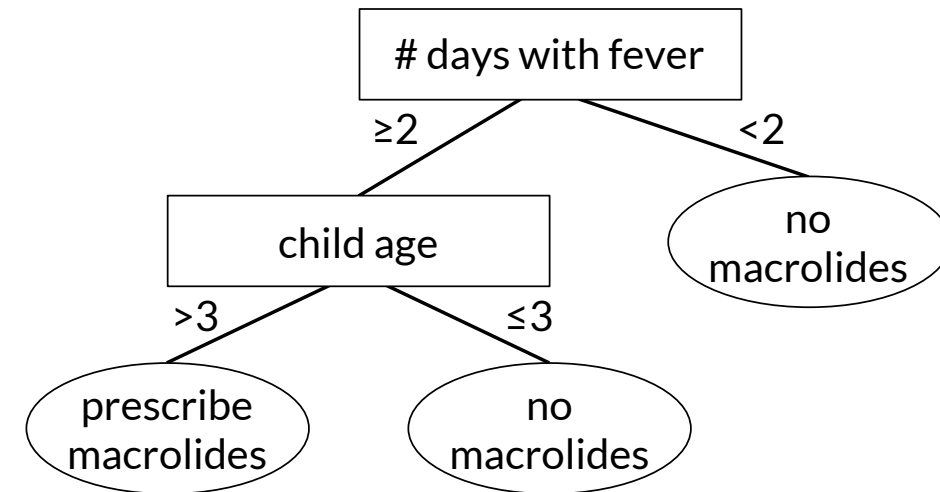 # days with fever
≥2
<2
no
macrolides
child age
>3
≤3
prescribe
macrolides
no
macrolides